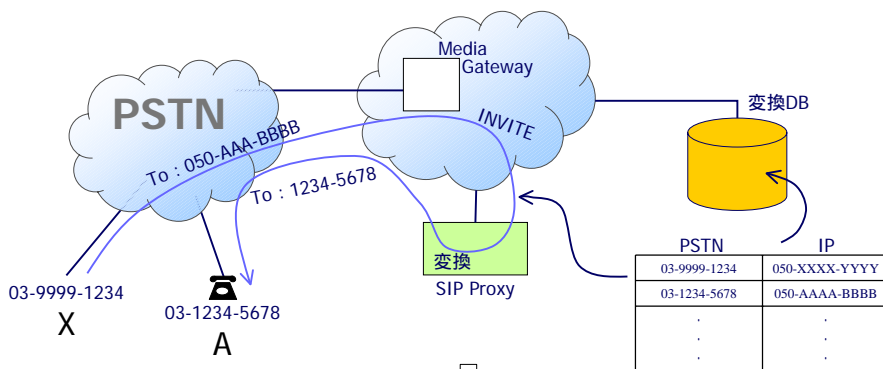 Media
Gateway
PSTN
INVITE
変換DB
To：050-AAA-BBBB
To：1234-5678
変換
SIP Proxy
03-9999-1234
X
03-1234-5678
A
PSTN IP
03-9999-1234 050-XXXX-YYYY
03-1234-5678 050-AAAA-BBBB
. .
. .
. .